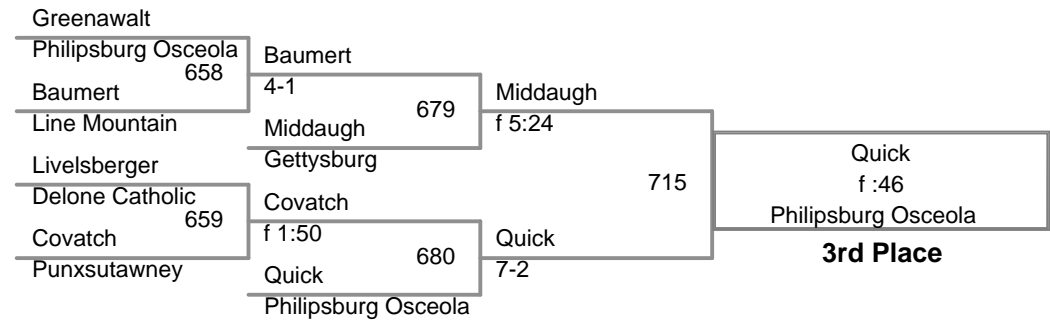 Greenawalt
Philipsburg Osceola
658
Baumert
Line Mountain
Livelsberger
Delone Catholic
659
Covatch
Punxsutawney
Baumert
4-1
679
Middaugh
Gettysburg
Covatch
f 1:50
680
Quick
Philipsburg Osceola
Middaugh
f 5:24
715
Quick
7-2
Quick
f :46
Philipsburg Osceola
3rd Place